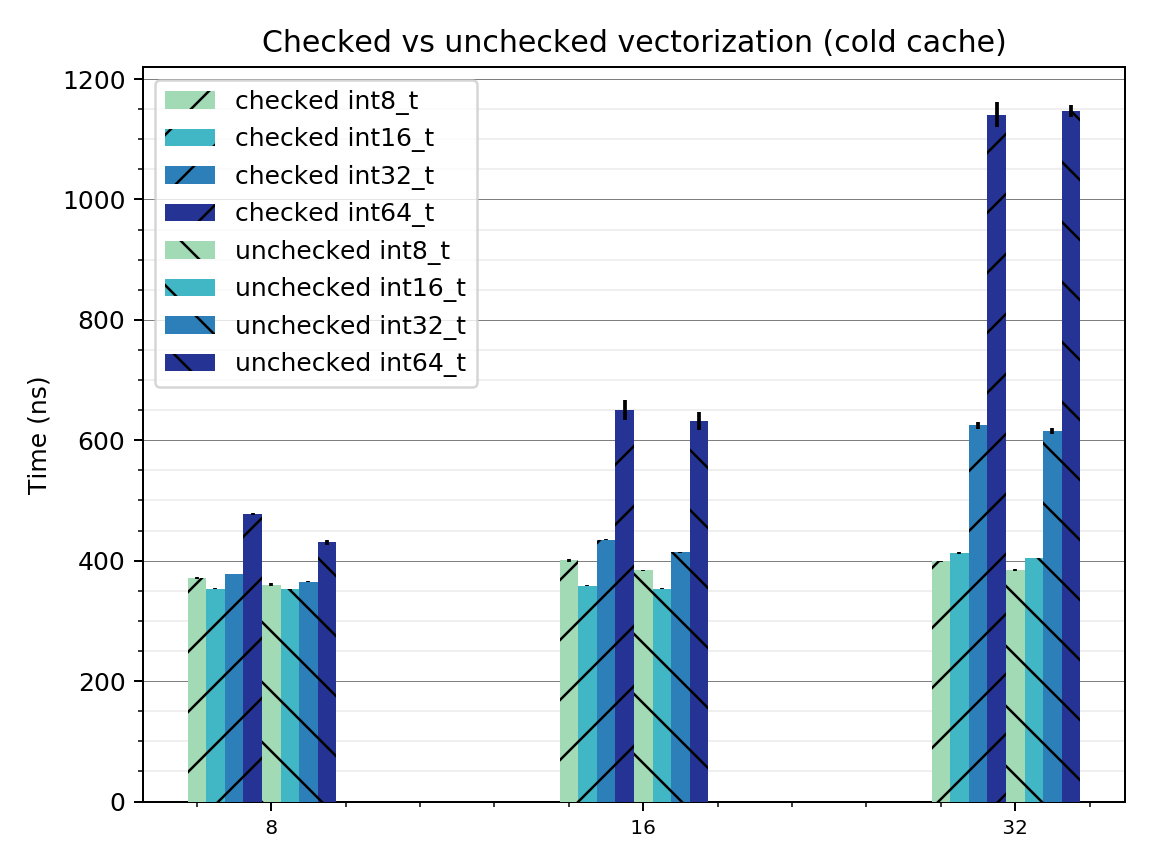 Checked vs unchecked vectorization (cold cache)
1200
1000
800
600
400
200
0
Time (ns)
checked int8_t
checked int16_t
checked int32_t
checked int64_t
unchecked int8_t
unchecked int16_t
unchecked int32_t
unchecked int64_t
8
16
32